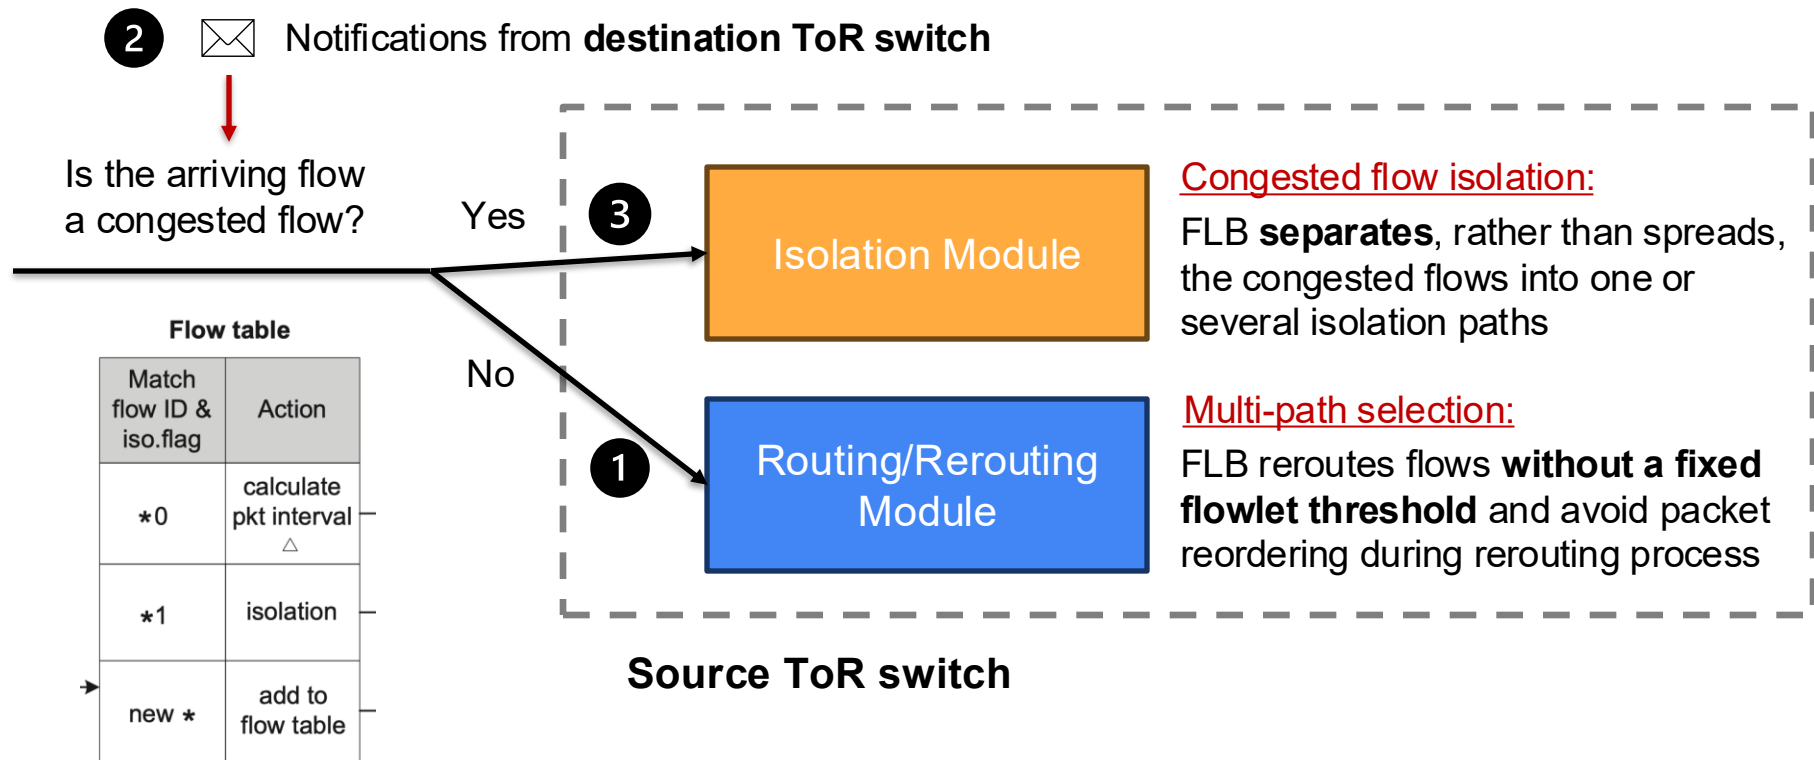 2 Notifications from destination ToR switch
Is the arriving flow
a congested flow?
Yes
3
No
1
Isolation Module
Congested flow isolation:
FLB separates, rather than spreads,
the congested flows into one or
several isolation paths
Routing/Rerouting
Module
Multi-path selection:
FLB reroutes flows without a fixed
flowlet threshold and avoid packet
reordering during rerouting process
Source ToR switch
Flow table
Match
flow ID &
iso.flag
Action
*0
calculate
pkt interval
△
*1
isolation
new *
add to
flow table